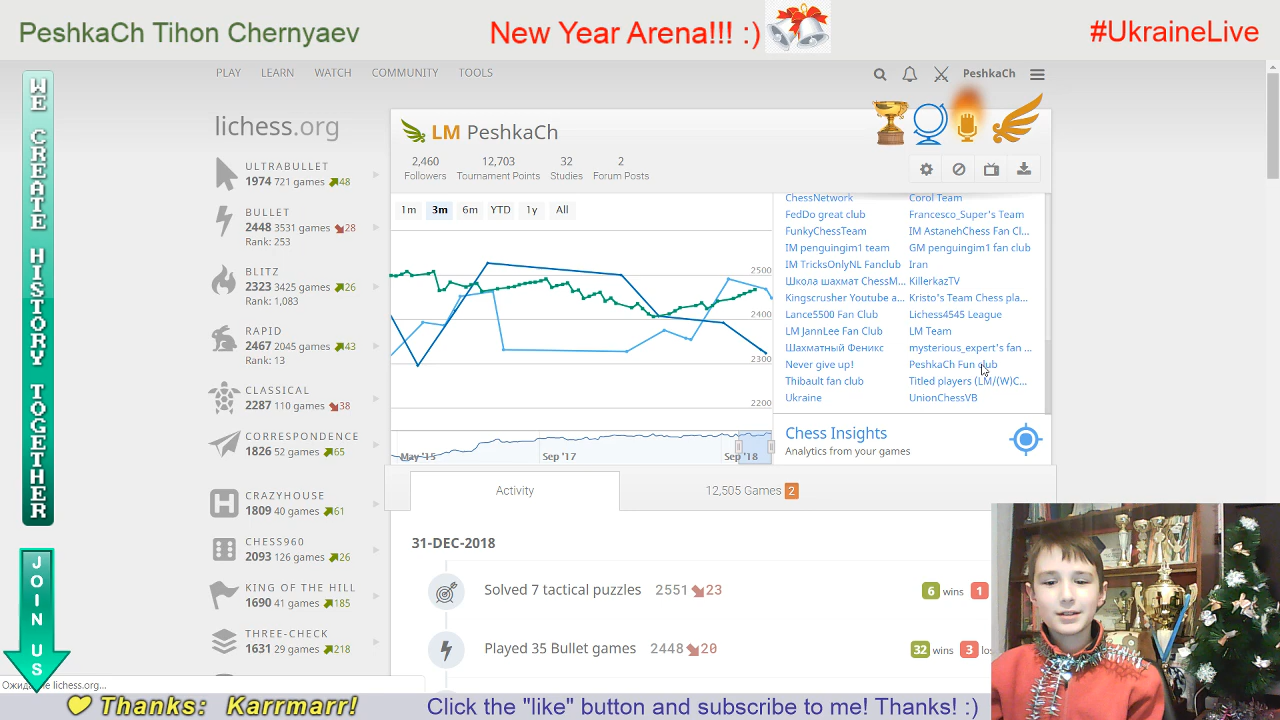 PeshkaCh Tihon Chernyaev
New Year Arena!!! :)
#UkraineLive
WE CREATE HISTORY TOGETHER
JOIN US
PLAY LEARN WATCH COMMUNITY TOOLS
PeshkaCh
lichess.org
ULTRABULLET
1974 721 games 48
BULLET
2448 3531 games 28
Rank: 253
BLITZ
2323 3425 games 26
Rank: 1,083
RAPID
2467 2045 games 43
Rank: 13
CLASSICAL
2287 110 games 38
CORRESPONDENCE
1826 52 games 65
CRAZYHOUSE
1809 40 games 61
CHESS960
2093 126 games 26
KING OF THE HILL
1690 41 games 185
THREE-CHECK
1631 29 games 218
LM PeshkaCh
2,460 12,703 32 2
Followers Tournament Points Studies Forum Posts
1m 3m 6m YTD 1y All
2500
2400
2300
2200
May '15 Sep '17 Sep '18
ChessNetwork Corol Team
FedDo great club Francesco_Super's Team
FunkyChessTeam IM AstanehChess Fan Cl...
IM penguingim1 team GM penguingim1 fan club
IM TricksOnlyNL Fanclub Iran
Школа шахмат ChessM... KillerkazTV
Kingscrusher Youtube a... Kristo's Team Chess pla...
Lance5500 Fan Club Lichess4545 League
LM JannLee Fan Club LM Team
Шахматный Феникс mysterious_expert's fan ...
Never give up! PeshkaCh Fun club
Thibault fan club Titled players (LM/(W)C...
Ukraine UnionChessVB
Chess Insights
Analytics from your games
Activity 12,505 Games 2
31-DEC-2018
Solved 7 tactical puzzles 2551 23 6 wins 1
Played 35 Bullet games 2448 20 32 wins 3 lo
Ожидание lichess.org...
Thanks: Karrmarr!
Click the "like" button and subscribe to me! Thanks! :)